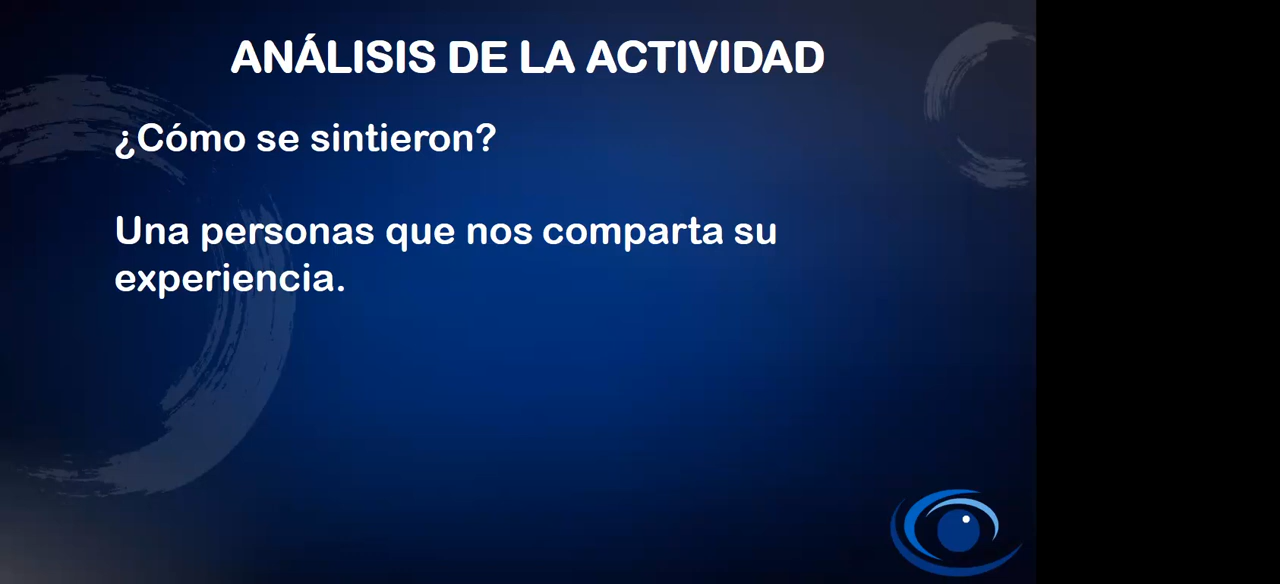 ANÁLISIS DE LA ACTIVIDAD
¿Cómo se sintieron?
Una personas que nos comparta su
experiencia.